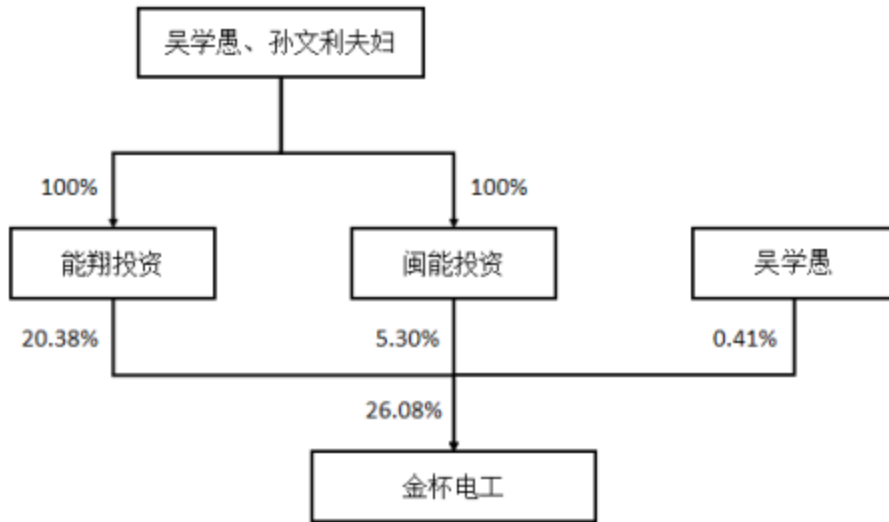 吴学愚、孙文利夫妇
100%
100%
能翔投资
闽能投资
吴学愚
20.38%
5.30%
0.41%
26.08%
金杯电工